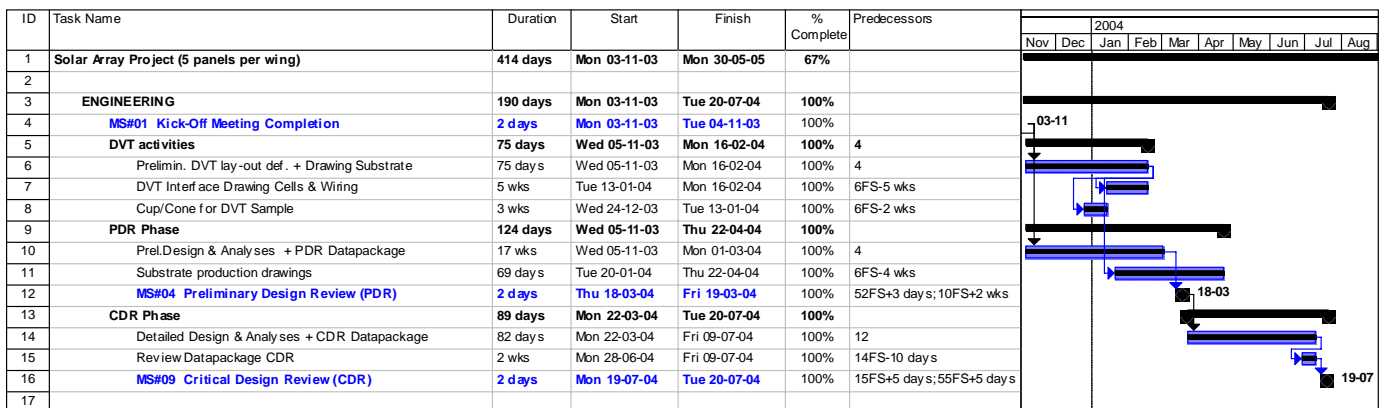 ID Task Name Duration Start Finish % Complete Predecessors
2004
Nov Dec Jan Feb Mar Apr May Jun Jul Aug
1 Solar Array Project (5 panels per wing) 414 days Mon 03-11-03 Mon 30-05-05 67%
2
3 ENGINEERING 190 days Mon 03-11-03 Tue 20-07-04 100%
4 MS#01 Kick-Off Meeting Completion 2 days Mon 03-11-03 Tue 04-11-03 100% 03-11
5 DVT activities 75 days Wed 05-11-03 Mon 16-02-04 100% 4
6 Prelimin. DVT lay-out def. + Drawing Substrate 75 days Wed 05-11-03 Mon 16-02-04 100% 4
7 DVT Interface Drawing Cells & Wiring 5 wks Tue 13-01-04 Mon 16-02-04 100% 6FS-5 wks
8 Cup/Cone for DVT Sample 3 wks Wed 24-12-03 Tue 13-01-04 100% 6FS-2 wks
9 PDR Phase 124 days Wed 05-11-03 Thu 22-04-04 100%
10 Prel.Design & Analyses + PDR Datapackage 17 wks Wed 05-11-03 Mon 01-03-04 100% 4
11 Substrate production drawings 69 days Tue 20-01-04 Thu 22-04-04 100% 6FS-4 wks
12 MS#04 Preliminary Design Review (PDR) 2 days Thu 18-03-04 Fri 19-03-04 100% 52FS+3 days;10FS+2 wks 18-03
13 CDR Phase 89 days Mon 22-03-04 Tue 20-07-04 100%
14 Detailed Design & Analyses + CDR Datapackage 82 days Mon 22-03-04 Fri 09-07-04 100% 12
15 Review Datapackage CDR 2 wks Mon 28-06-04 Fri 09-07-04 100% 14FS-10 days
16 MS#09 Critical Design Review (CDR) 2 days Mon 19-07-04 Tue 20-07-04 100% 15FS+5 days;55FS+5 days 19-07
17